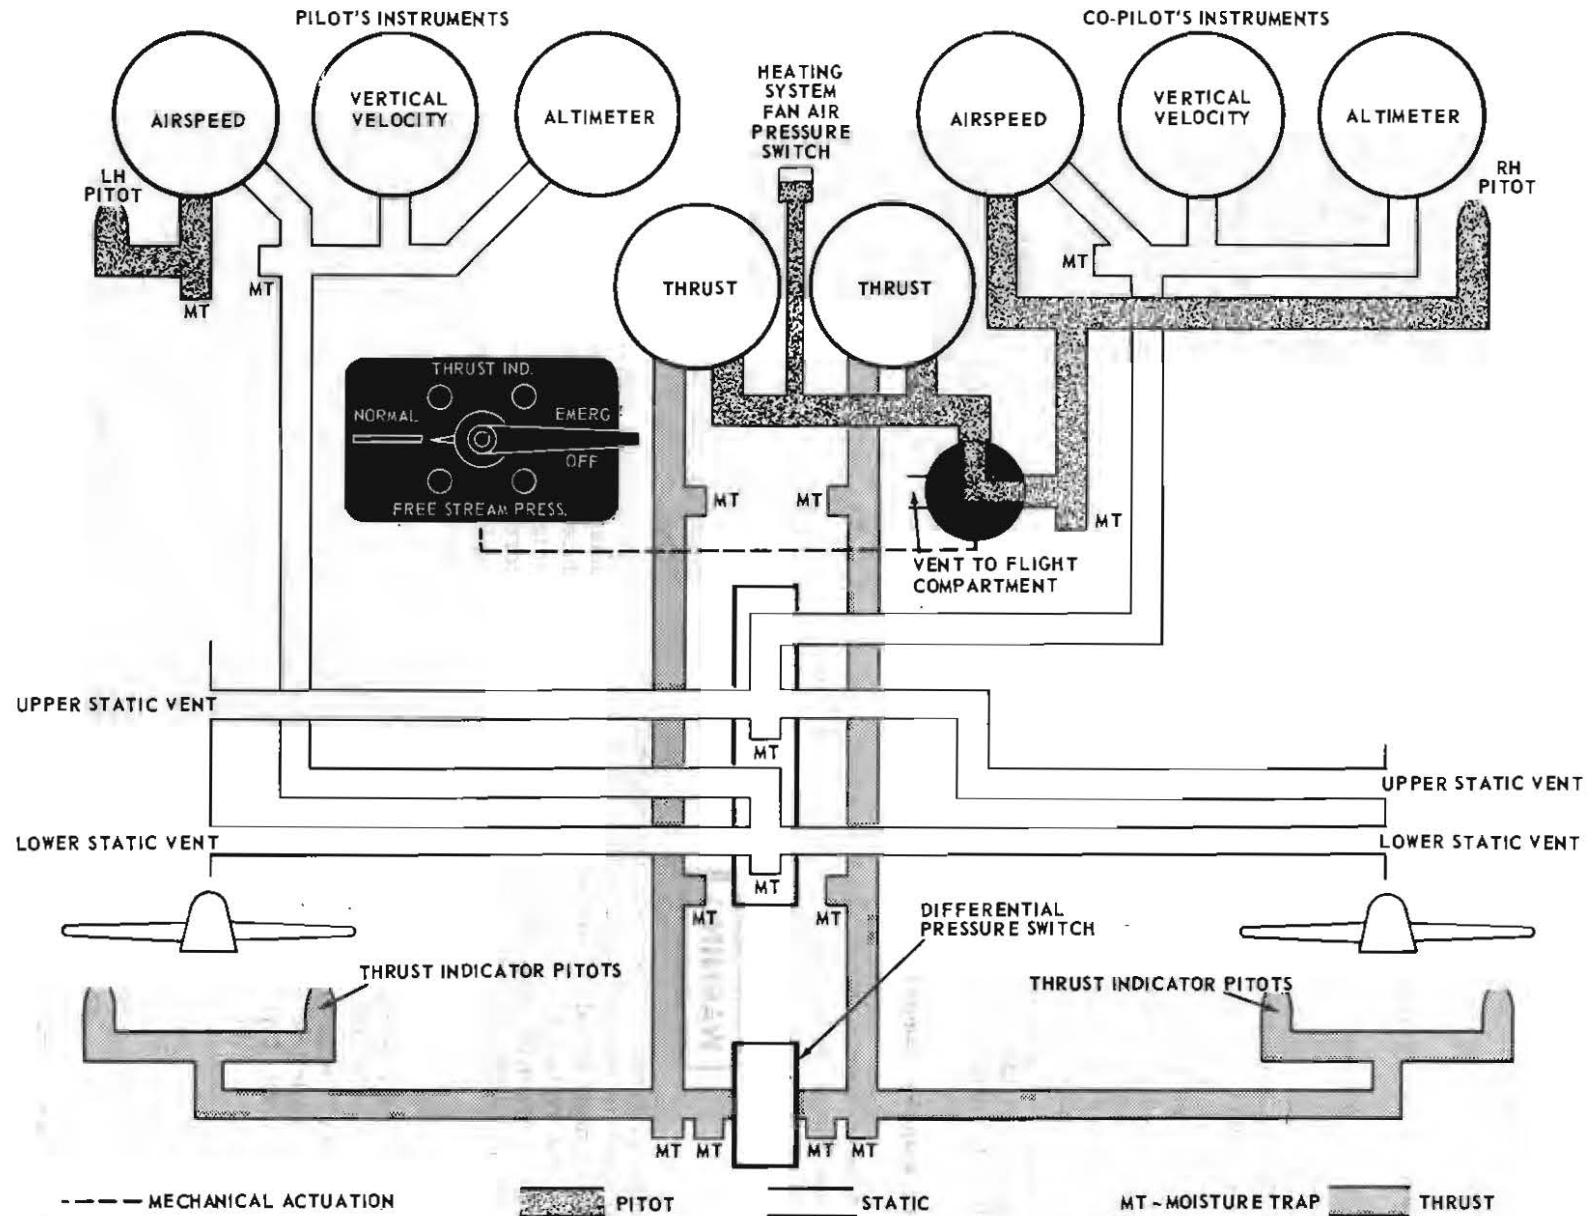 PILOT'S INSTRUMENTS
CO-PILOT'S INSTRUMENTS
AIRSPEED
VERTICAL
VELOCITY
ALTIMETER
HEATING
SYSTEM
FAN AIR
PRESSURE
SWITCH
AIRSPEED
VERTICAL
VELOCITY
ALTIMETER
LH
PITOT
RH
PITOT
MT
MT
MT
THRUST
THRUST
THRUST IND.
NORMAL
EMERG
OFF
FREE STREAM PRESS.
MT
MT
MT
VENT TO FLIGHT
COMPARTMENT
UPPER STATIC VENT
MT
UPPER STATIC VENT
LOWER STATIC VENT
LOWER STATIC VENT
MT
MT
MT
DIFFERENTIAL
PRESSURE SWITCH
THRUST INDICATOR PITOTS
THRUST INDICATOR PITOTS
MT
MT
MT
MT
MECHANICAL ACTUATION
PITOT
STATIC
MT ~ MOISTURE TRAP
THRUST